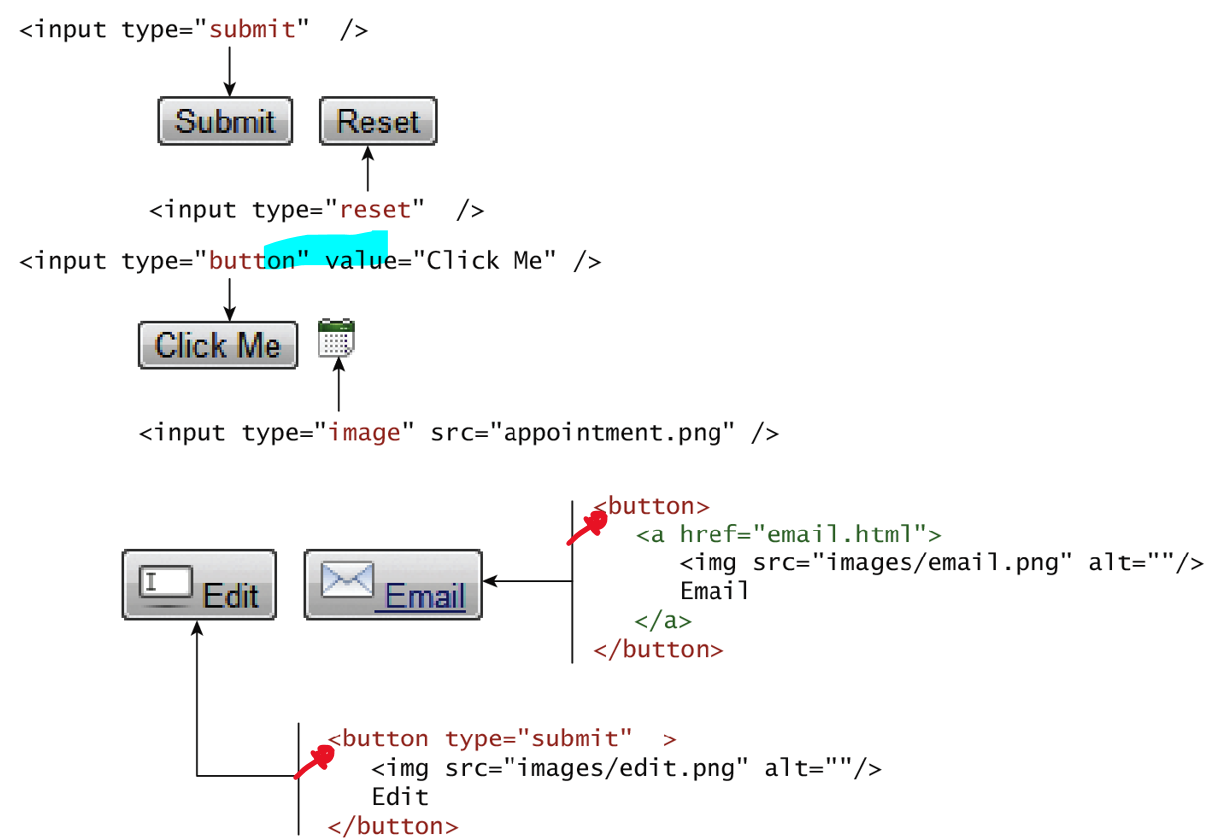 <input type="submit"  />
Submit
Reset
<input type="reset"  />
<input type="button" value="Click Me" />
Click Me
<input type="image" src="appointment.png" />
<button>
<a href="email.html">
<img src="images/email.png" alt=""/>
Email
</a>
</button>
Edit
Email
<button type="submit"  >
<img src="images/edit.png" alt=""/>
Edit
</button>